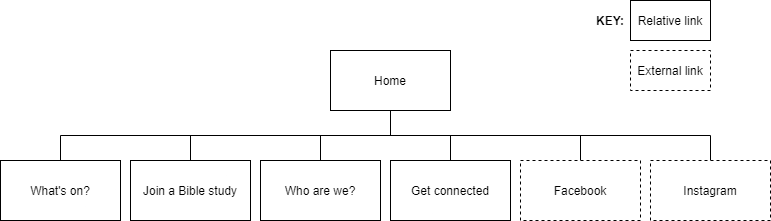 KEY: Relative link
External link
Home
What's on?
Join a Bible study
Who are we?
Get connected
Facebook
Instagram